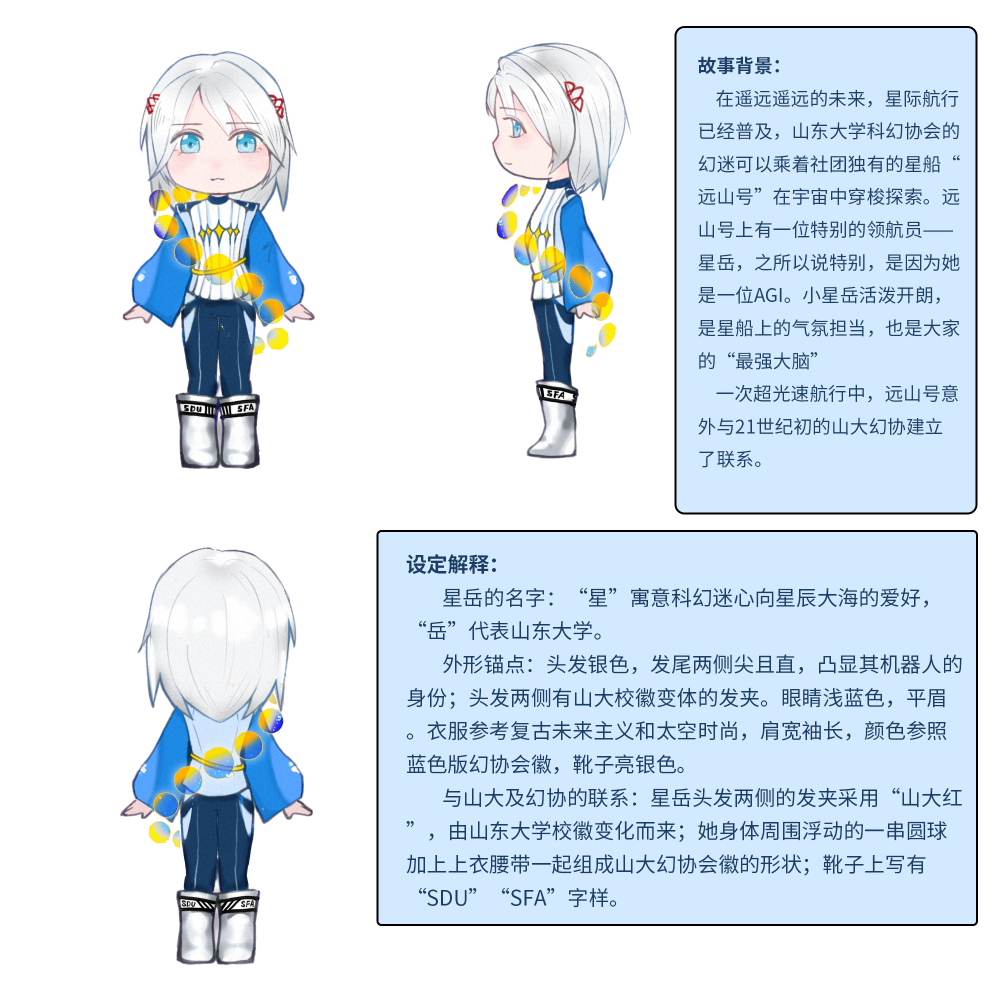 故事背景：
在遥远遥远的未来，星际航行
已经普及，山东大学科幻协会的
幻迷可以乘着社团独有的星船“
远山号”在宇宙中穿梭探索。远
山号上有一位特别的领航员——
星岳，之所以说特别，是因为她
是一位AGI。小星岳活泼开朗，
是星船上的气氛担当，也是大家
的“最强大脑”
一次超光速航行中，远山号意
外与21世纪初的山大幻协建立
了联系。
SDU SFA
SFA
设定解释：
星岳的名字：“星”寓意科幻迷心向星辰大海的爱好，
“岳”代表山东大学。
外形锚点：头发银色，发尾两侧尖且直，凸显其机器人的
身份；头发两侧有山大校徽变体的发夹。眼睛浅蓝色，平眉
。衣服参考复古未来主义和太空时尚，肩宽袖长，颜色参照
蓝色版幻协会徽，靴子亮银色。
与山大及幻协的联系：星岳头发两侧的发夹采用“山大红
”，由山东大学校徽变化而来；她身体周围浮动的一串圆球
加上上衣腰带一起组成山大幻协会徽的形状；靴子上写有
“SDU”“SFA”字样。
SDU SFA